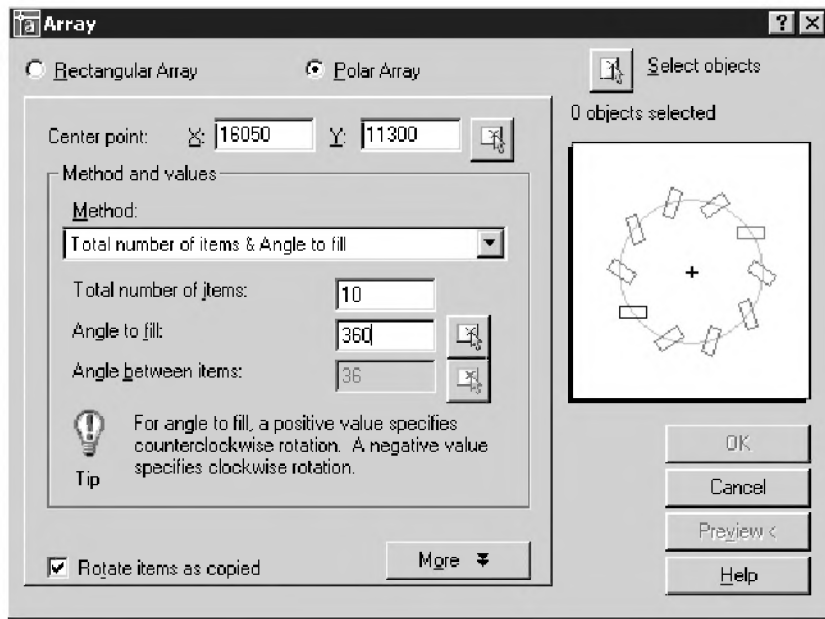 Array
Rectangular Array Polar Array Select objects
0 objects selected
Center point: X: 16050 Y: 11300
Method and values
Method:
Total number of items & Angle to fill
Total number of items: 10
Angle to fill: 360
Angle between items: 36
For angle to fill, a positive value specifies
counterclockwise rotation. A negative value
specifies clockwise rotation.
Tip
Rotate items as copied
More
OK
Cancel
Preview <
Help